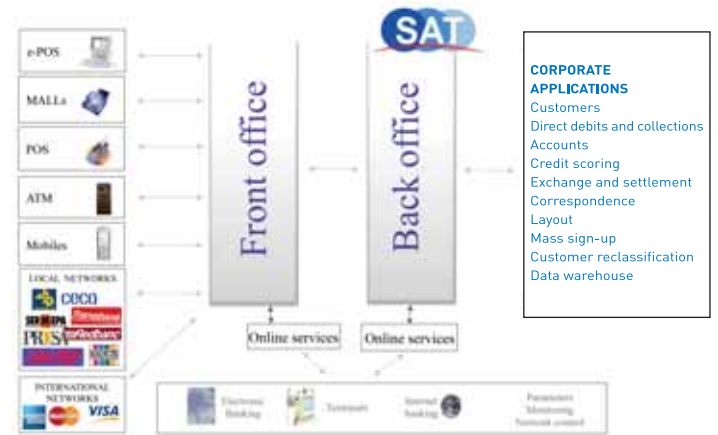 SAT
e-POS
MALLs
POS
ATM
Mobiles
LOCAL NETWORKS
ceca
INTERNATIONAL
NETWORKS
VISA
Front office
Back office
Online services
Online services
Electronic
Banking
Terminals
Internet
banking
Parameters
Monitoring
Network control
CORPORATE
APPLICATIONS
Customers
Direct debits and collections
Accounts
Credit scoring
Exchange and settlement
Correspondence
Layout
Mass sign-up
Customer reclassification
Data warehouse